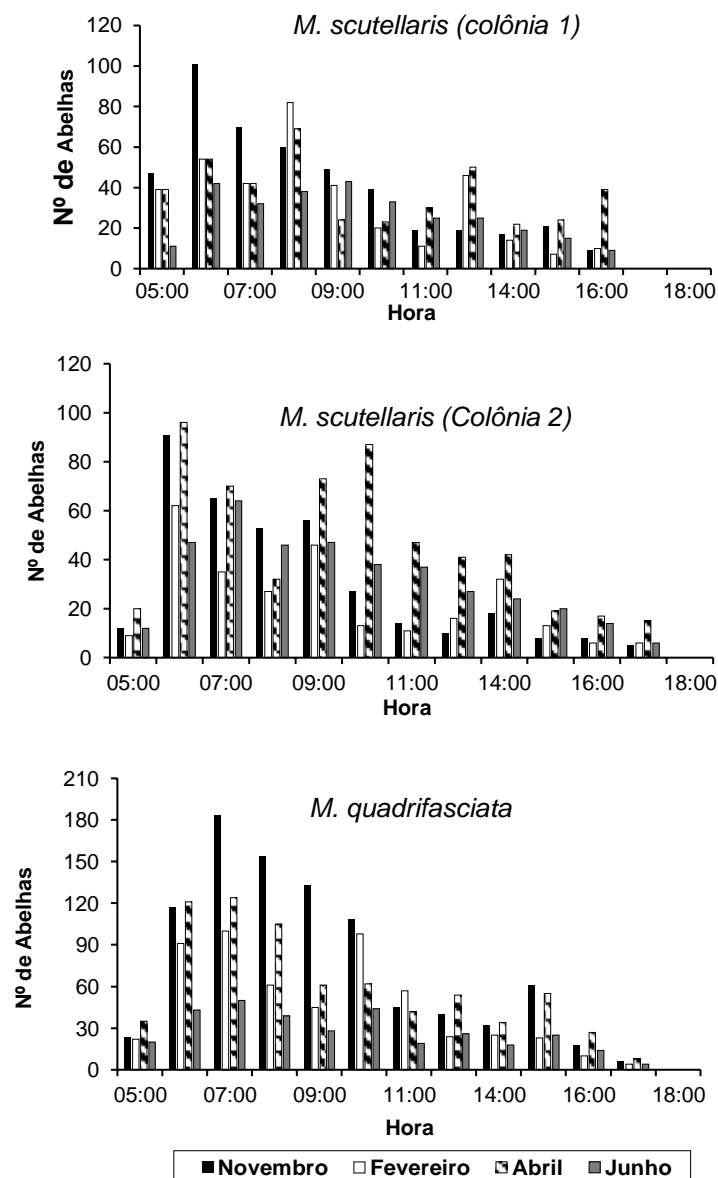 M. scutellaris (colônia 1)
120
100
80
60
40
20
0
Nº de Abelhas
05:00 07:00 09:00 11:00 14:00 16:00 18:00
Hora
M. scutellaris (Colônia 2)
120
100
80
60
40
20
0
Nº de Abelhas
05:00 07:00 09:00 11:00 14:00 16:00 18:00
Hora
M. quadrifasciata
210
180
150
120
90
60
30
0
Nº de Abelhas
05:00 07:00 09:00 11:00 14:00 16:00 18:00
Hora
Novembro Fevereiro Abril Junho